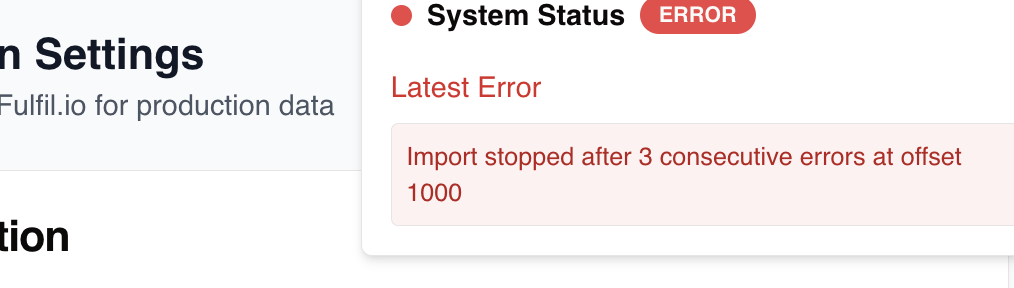 System Status ERROR
n Settings
Fulfil.io for production data
Latest Error
Import stopped after 3 consecutive errors at offset
1000
tion